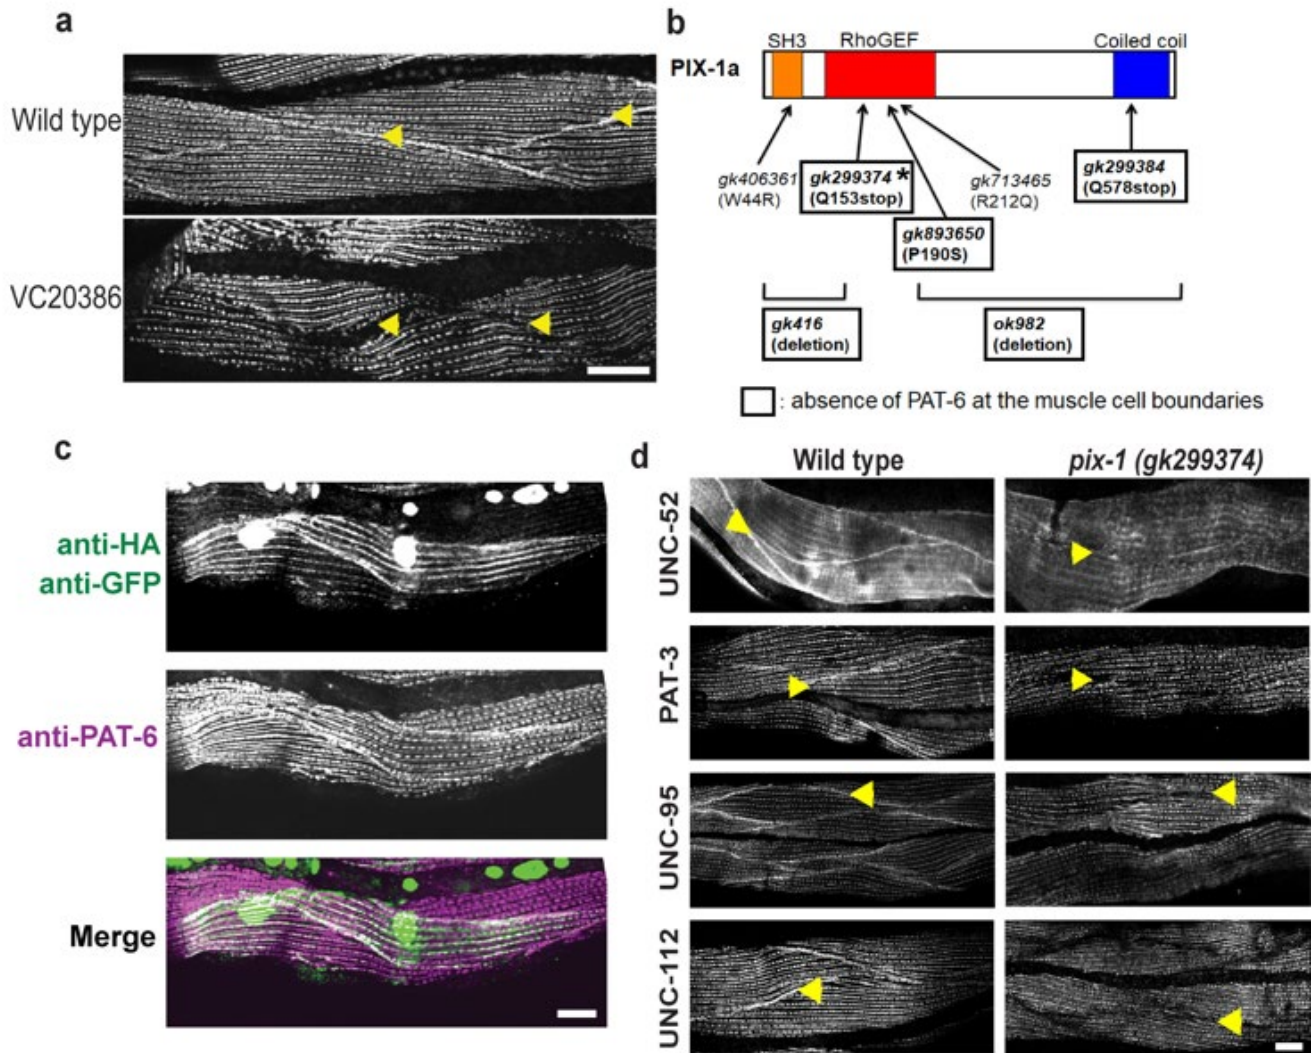 a
Wild type
VC20386
b
SH3 RhoGEF Coiled coil
PIX-1a
gk406361
(W44R)
gk299374 *
(Q153stop)
gk893650
(P190S)
gk713465
(R212Q)
gk299384
(Q578stop)
gk416
(deletion)
ok982
(deletion)
: absence of PAT-6 at the muscle cell boundaries
c
anti-HA
anti-GFP
anti-PAT-6
Merge
d
Wild type pix-1 (gk299374)
UNC-52
PAT-3
UNC-95
UNC-112